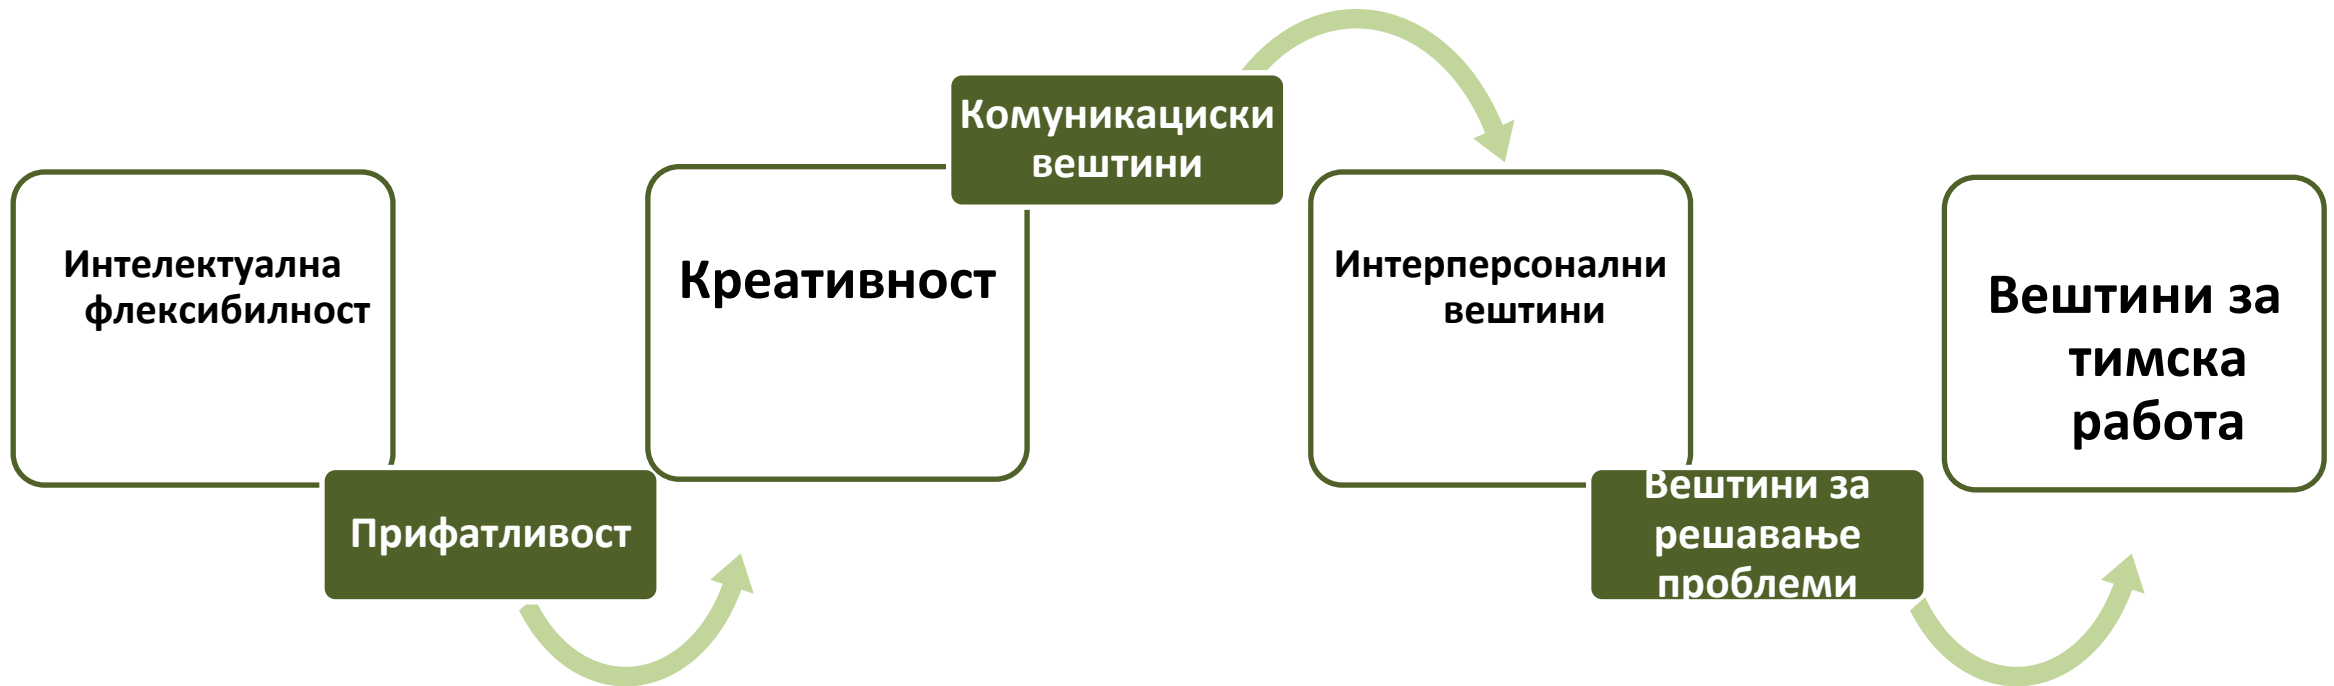 Интелектуална
флексибилност
Прифатливост
Креативност
Комуникациски
вештини
Интерперсонални
вештини
Вештини за
решавање
проблеми
Вештини за
тимска
работа